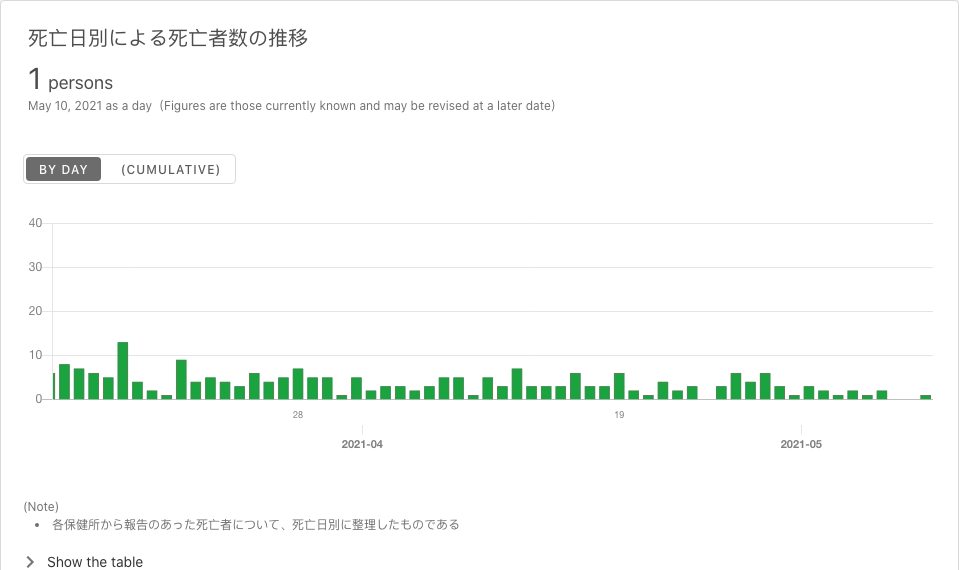 死亡日別による死亡者数の推移
1 persons
May 10, 2021 as a day（Figures are those currently known and may be revised at a later date）
BY DAY (CUMULATIVE)
40
30
20
10
0
28 19
2021-04 2021-05
(Note)
• 各保健所から報告のあった死亡者について、死亡日別に整理したものである
Show the table